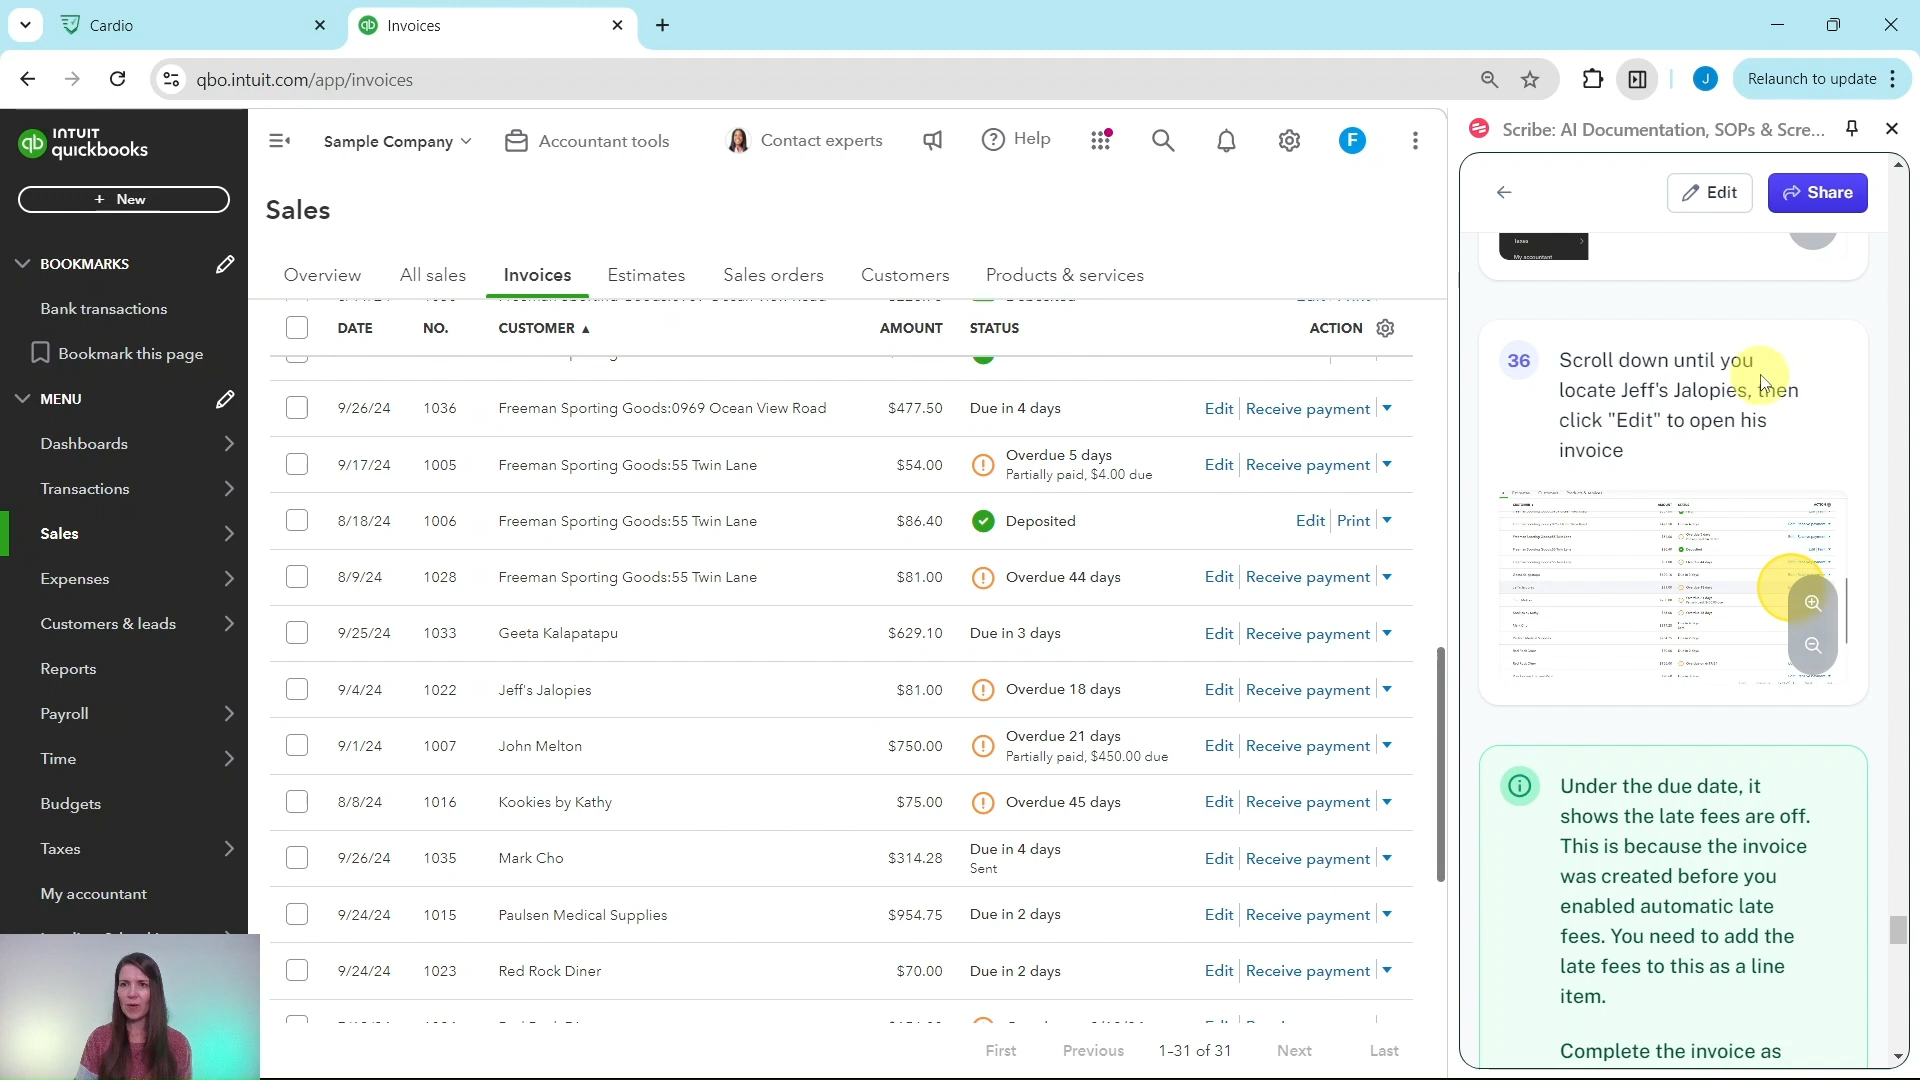 Cardio
Invoices
qbo.intuit.com/app/invoices
J
Relaunch to update
INTUIT
quickbooks
+ New
BOOKMARKS
Bank transactions
Bookmark this page
MENU
Dashboards
Transactions
Sales
Expenses
Customers & leads
Reports
Payroll
Time
Budgets
Taxes
My accountant
Sample Company
Accountant tools
Contact experts
Help
F
Sales
Overview
All sales
Invoices
Estimates
Sales orders
Customers
Products & services
DATE NO. CUSTOMER ▲ AMOUNT STATUS ACTION
9/26/24 1036 Freeman Sporting Goods:0969 Ocean View Road $477.50 Due in 4 days Edit Receive payment
9/17/24 1005 Freeman Sporting Goods:55 Twin Lane $54.00 Overdue 5 days Edit Receive payment
Partially paid, $4.00 due
8/18/24 1006 Freeman Sporting Goods:55 Twin Lane $86.40 Deposited Edit Print
8/9/24 1028 Freeman Sporting Goods:55 Twin Lane $81.00 Overdue 44 days Edit Receive payment
9/25/24 1033 Geeta Kalapatapu $629.10 Due in 3 days Edit Receive payment
9/4/24 1022 Jeff's Jalopies $81.00 Overdue 18 days Edit Receive payment
9/1/24 1007 John Melton $750.00 Overdue 21 days Edit Receive payment
Partially paid, $450.00 due
8/8/24 1016 Kookies by Kathy $75.00 Overdue 45 days Edit Receive payment
9/26/24 1035 Mark Cho $314.28 Due in 4 days Edit Receive payment
Sent
9/24/24 1015 Paulsen Medical Supplies $954.75 Due in 2 days Edit Receive payment
9/24/24 1023 Red Rock Diner $70.00 Due in 2 days Edit Receive payment
First Previous 1-31 of 31 Next Last
Scribe: AI Documentation, SOPs & Scre...
Edit
Share
Taxes
My accountant
36
Scroll down until you
locate Jeff's Jalopies, then
click "Edit" to open his
invoice
Under the due date, it
shows the late fees are off.
This is because the invoice
was created before you
enabled automatic late
fees. You need to add the
late fees to this as a line
item.
Complete the invoice as